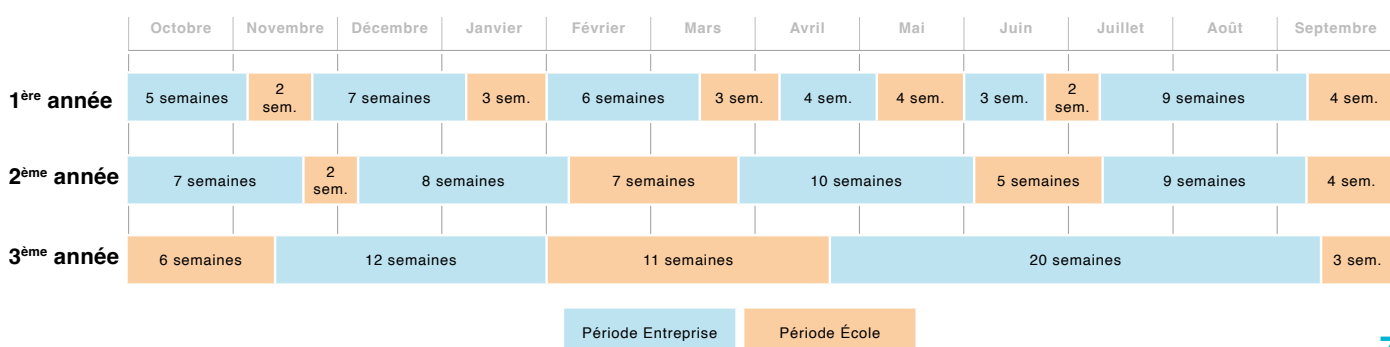 Octobre Novembre Décembre Janvier Février Mars Avril Mai Juin Juillet Août Septembre
1ère année 5 semaines 2 sem. 7 semaines 3 sem. 6 semaines 3 sem. 4 sem. 4 sem. 3 sem. 2 sem. 9 semaines 4 sem.
2ème année 7 semaines 2 sem. 8 semaines 7 semaines 10 semaines 5 semaines 9 semaines 4 sem.
3ème année 6 semaines 12 semaines 11 semaines 20 semaines 3 sem.
Période Entreprise Période École